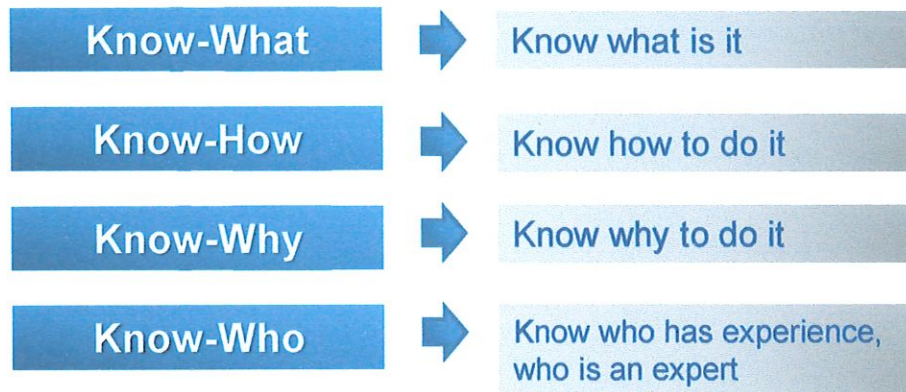 Know-What
Know what is it
Know-How
Know how to do it
Know-Why
Know why to do it
Know-Who
Know who has experience,
who is an expert